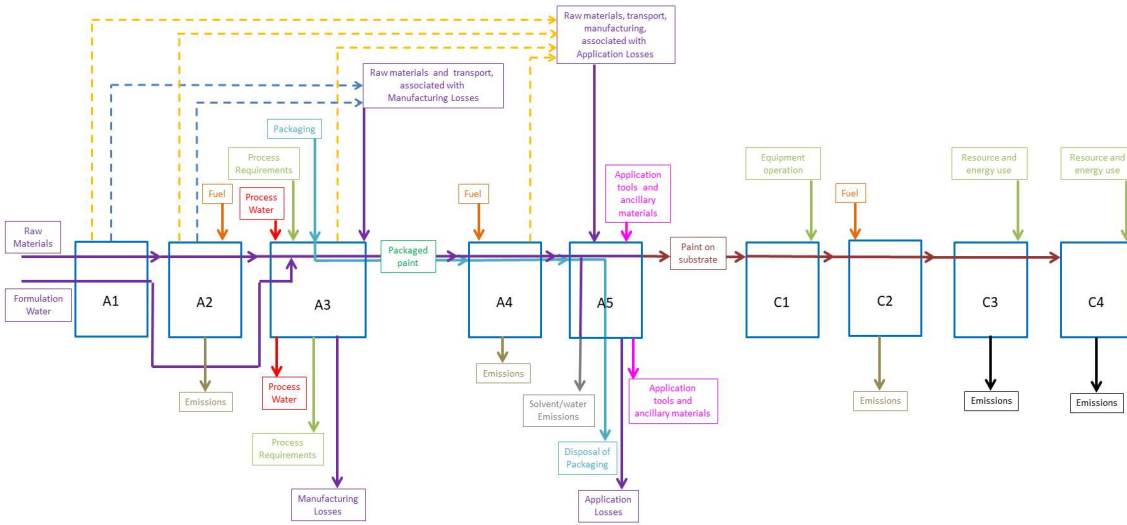 Raw materials, transport,
manufacturing,
associated with
Application Losses
Raw materials and transport,
associated with
Manufacturing Losses
Packaging
Process
Requirements
Equipment
operation
Resource and
energy use
Resource and
energy use
Application
tools and
ancillary
materials
Fuel
Process
Water
Fuel
Fuel
Raw
Materials
Packaged
paint
Paint on
substrate
Formulation
Water
A1
A2
A3
A4
A5
C1
C2
C3
C4
Emissions
Process
Water
Emissions
Solvent/water
Emissions
Application
tools and
ancillary materials
Emissions
Emissions
Emissions
Process
Requirements
Disposal of
Packaging
Manufacturing
Losses
Application
Losses